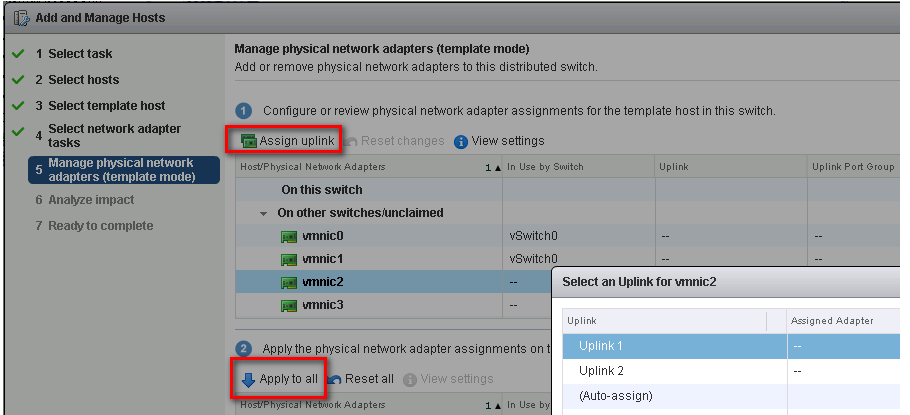 Add and Manage Hosts
1 Select task
2 Select hosts
3 Select template host
4 Select network adapter
tasks
5 Manage physical network
adapters (template mode)
6 Analyze impact
7 Ready to complete
Manage physical network adapters (template mode)
Add or remove physical network adapters to this distributed switch.
1 Configure or review physical network adapter assignments for the template host in this switch.
Assign uplink Reset changes View settings
Host/Physical Network Adapters 1 ▲ In Use by Switch Uplink Uplink Port Group
On this switch
On other switches/unclaimed
vmnic0 vSwitch0 -- --
vmnic1 vSwitch0 -- --
vmnic2 --
vmnic3 --
Select an Uplink for vmnic2
Uplink Assigned Adapter
Uplink 1 --
Uplink 2 --
(Auto-assign)
2 Apply the physical network adapter assignments on t
Apply to all Reset all View settings
Host/Physical Network Adapters 1 ▲ In Use by